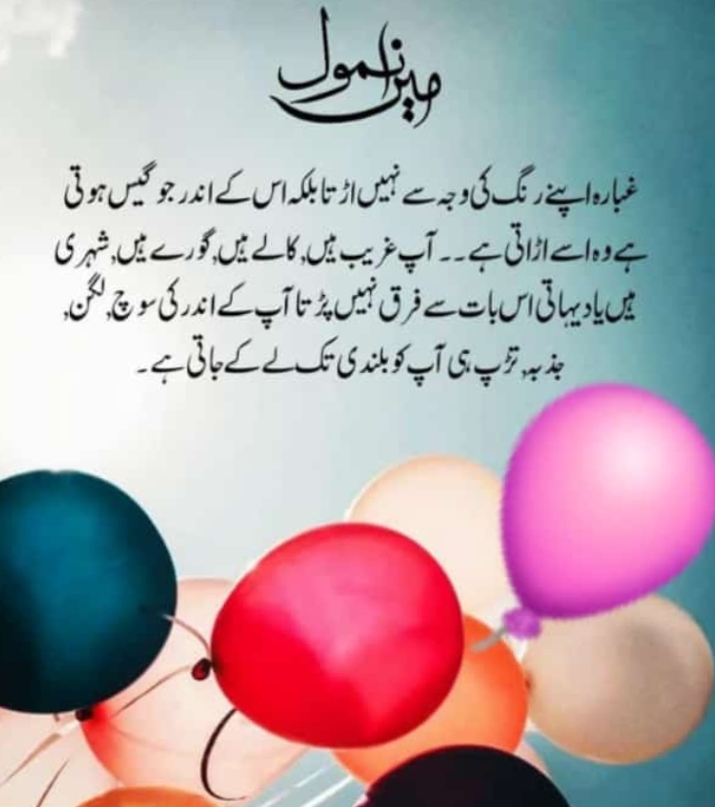 میں انمول
غبارہ اپنے رنگ کی وجہ سے نہیں اڑتا بلکہ اس کے اندر جو گیس ہوتی
ہے وہ اسے اڑاتی ہے۔۔ آپ غریب ہیں, کالے ہیں, گورے ہیں, شہری
ہیں یا دیہاتی اس بات سے فرق نہیں پڑتا آپ کے اندر کی سوچ, لگن,
جذبہ, تڑپ ہی آپ کو بلندی تک لے کے جاتی ہے۔